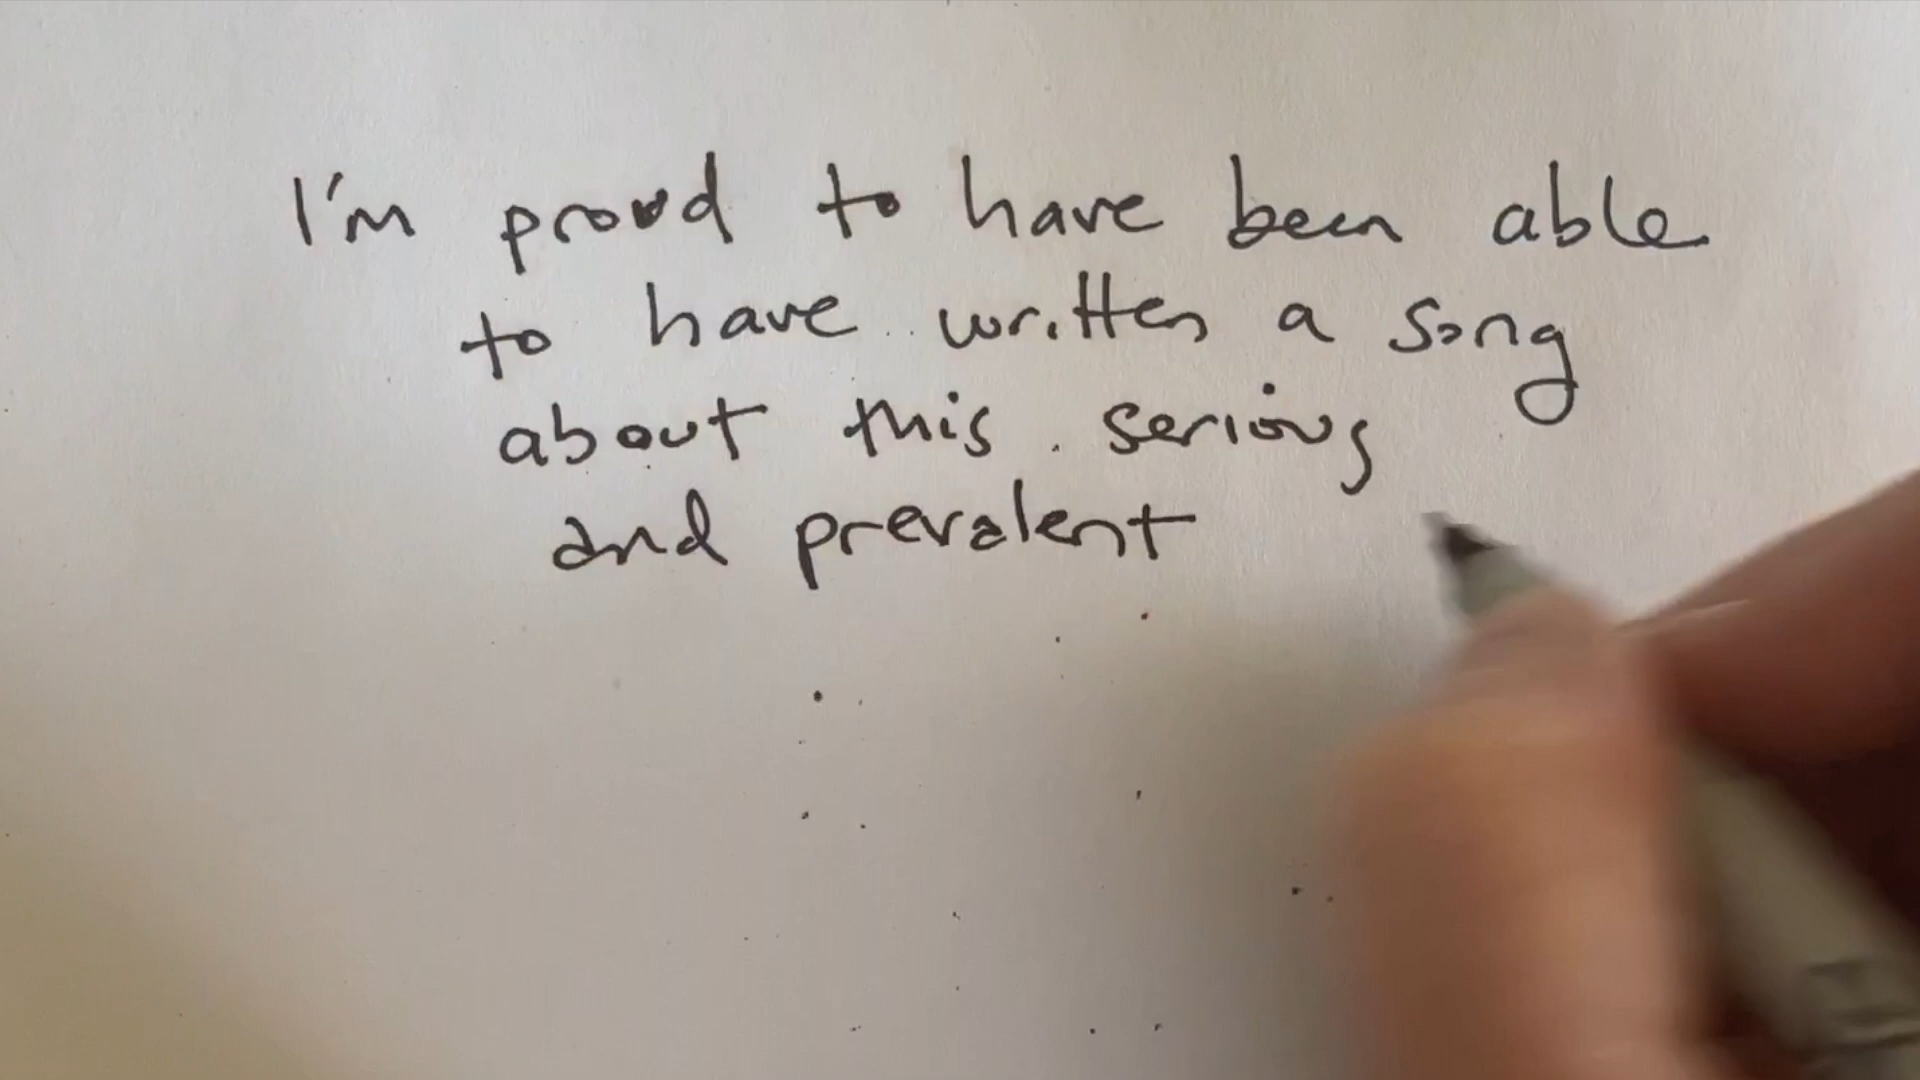 I'm proud to have been able
to have written a song
about this serious
and prevalent